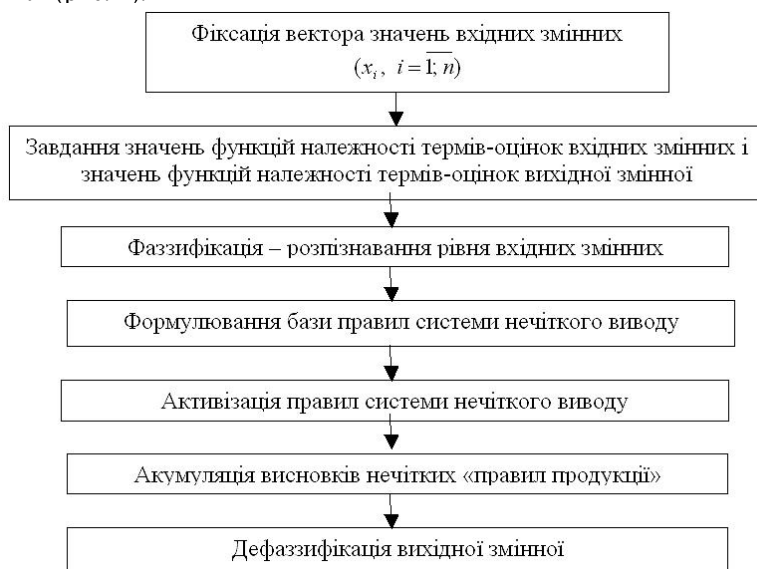 Фіксація вектора значень вхідних змінних
(xᵢ, i = 1; n)
Завдання значень функцій належності термів-оцінок вхідних змінних і
значень функцій належності термів-оцінок вихідної змінної
Фаззифікація – розпізнавання рівня вхідних змінних
Формулювання бази правил системи нечіткого виводу
Активізація правил системи нечіткого виводу
Акумуляція висновків нечітких «правил продукції»
Дефаззифікація вихідної змінної